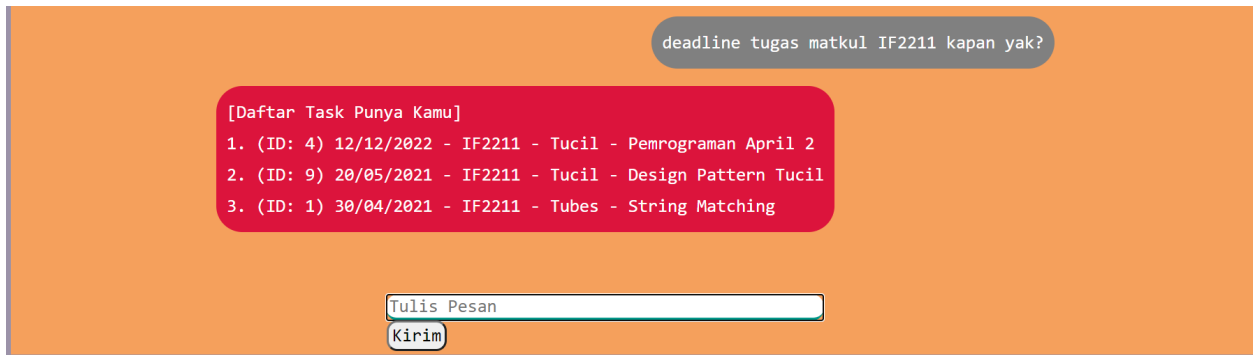 deadline tugas matkul IF2211 kapan yak?
[Daftar Task Punya Kamu]
1. (ID: 4) 12/12/2022 - IF2211 - Tucil - Pemrograman April 2
2. (ID: 9) 20/05/2021 - IF2211 - Tucil - Design Pattern Tucil
3. (ID: 1) 30/04/2021 - IF2211 - Tubes - String Matching
Tulis Pesan
Kirim